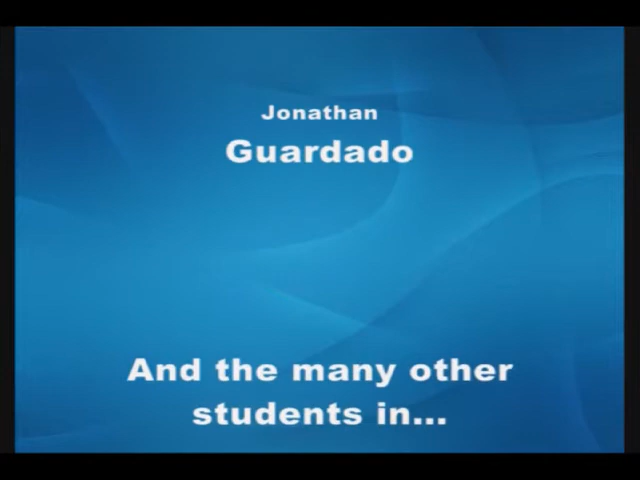 Jonathan
Guardado
And the many other
students in...